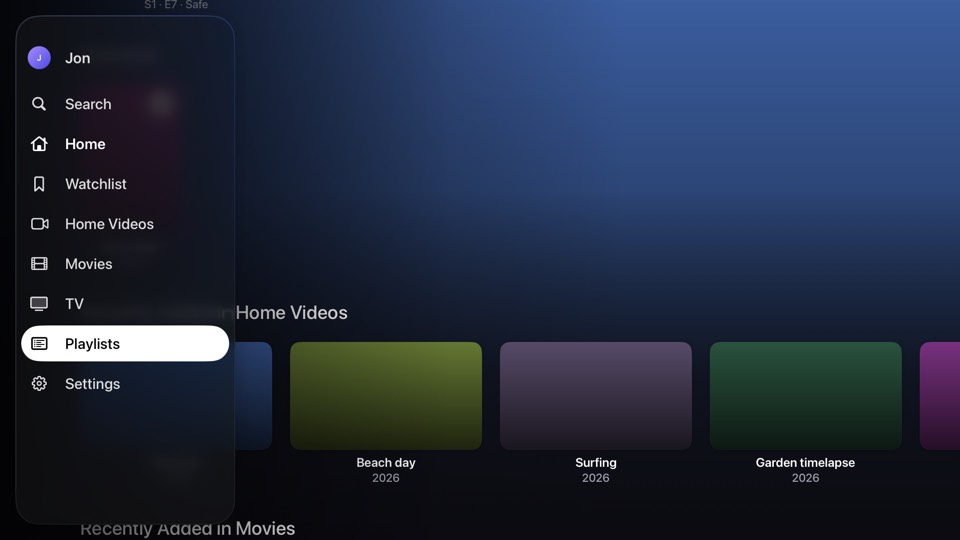 S1 · E7 · Safe
J
Jon
Search
Home
Watchlist
Home Videos
Movies
TV
Playlists
Settings
in Home Videos
Beach day
2026
Surfing
2026
Garden timelapse
2026
Recently Added in Movies